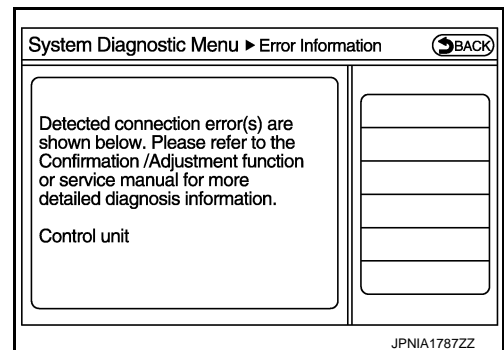 System Diagnostic Menu ▶ Error Information
BACK
Detected connection error(s) are
shown below. Please refer to the
Confirmation /Adjustment function
or service manual for more
detailed diagnosis information.
Control unit
JPNIA1787ZZ